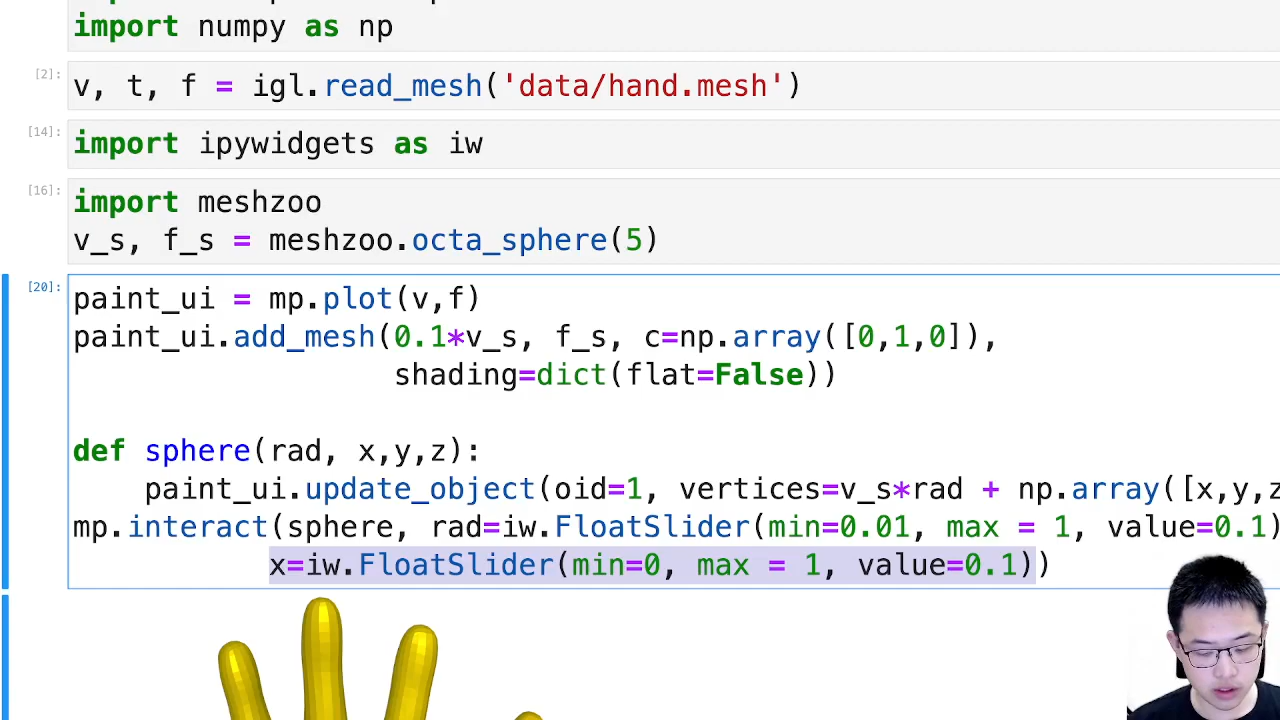 import numpy as np
[2]:
v, t, f = igl.read_mesh('data/hand.mesh')
[14]:
import ipywidgets as iw
[16]:
import meshzoo
v_s, f_s = meshzoo.octa_sphere(5)
[20]:
paint_ui = mp.plot(v,f)
paint_ui.add_mesh(0.1*v_s, f_s, c=np.array([0,1,0]),
shading=dict(flat=False))
def sphere(rad, x,y,z):
paint_ui.update_object(oid=1, vertices=v_s*rad + np.array([x,y,z
mp.interact(sphere, rad=iw.FloatSlider(min=0.01, max = 1, value=0.1)
x=iw.FloatSlider(min=0, max = 1, value=0.1))